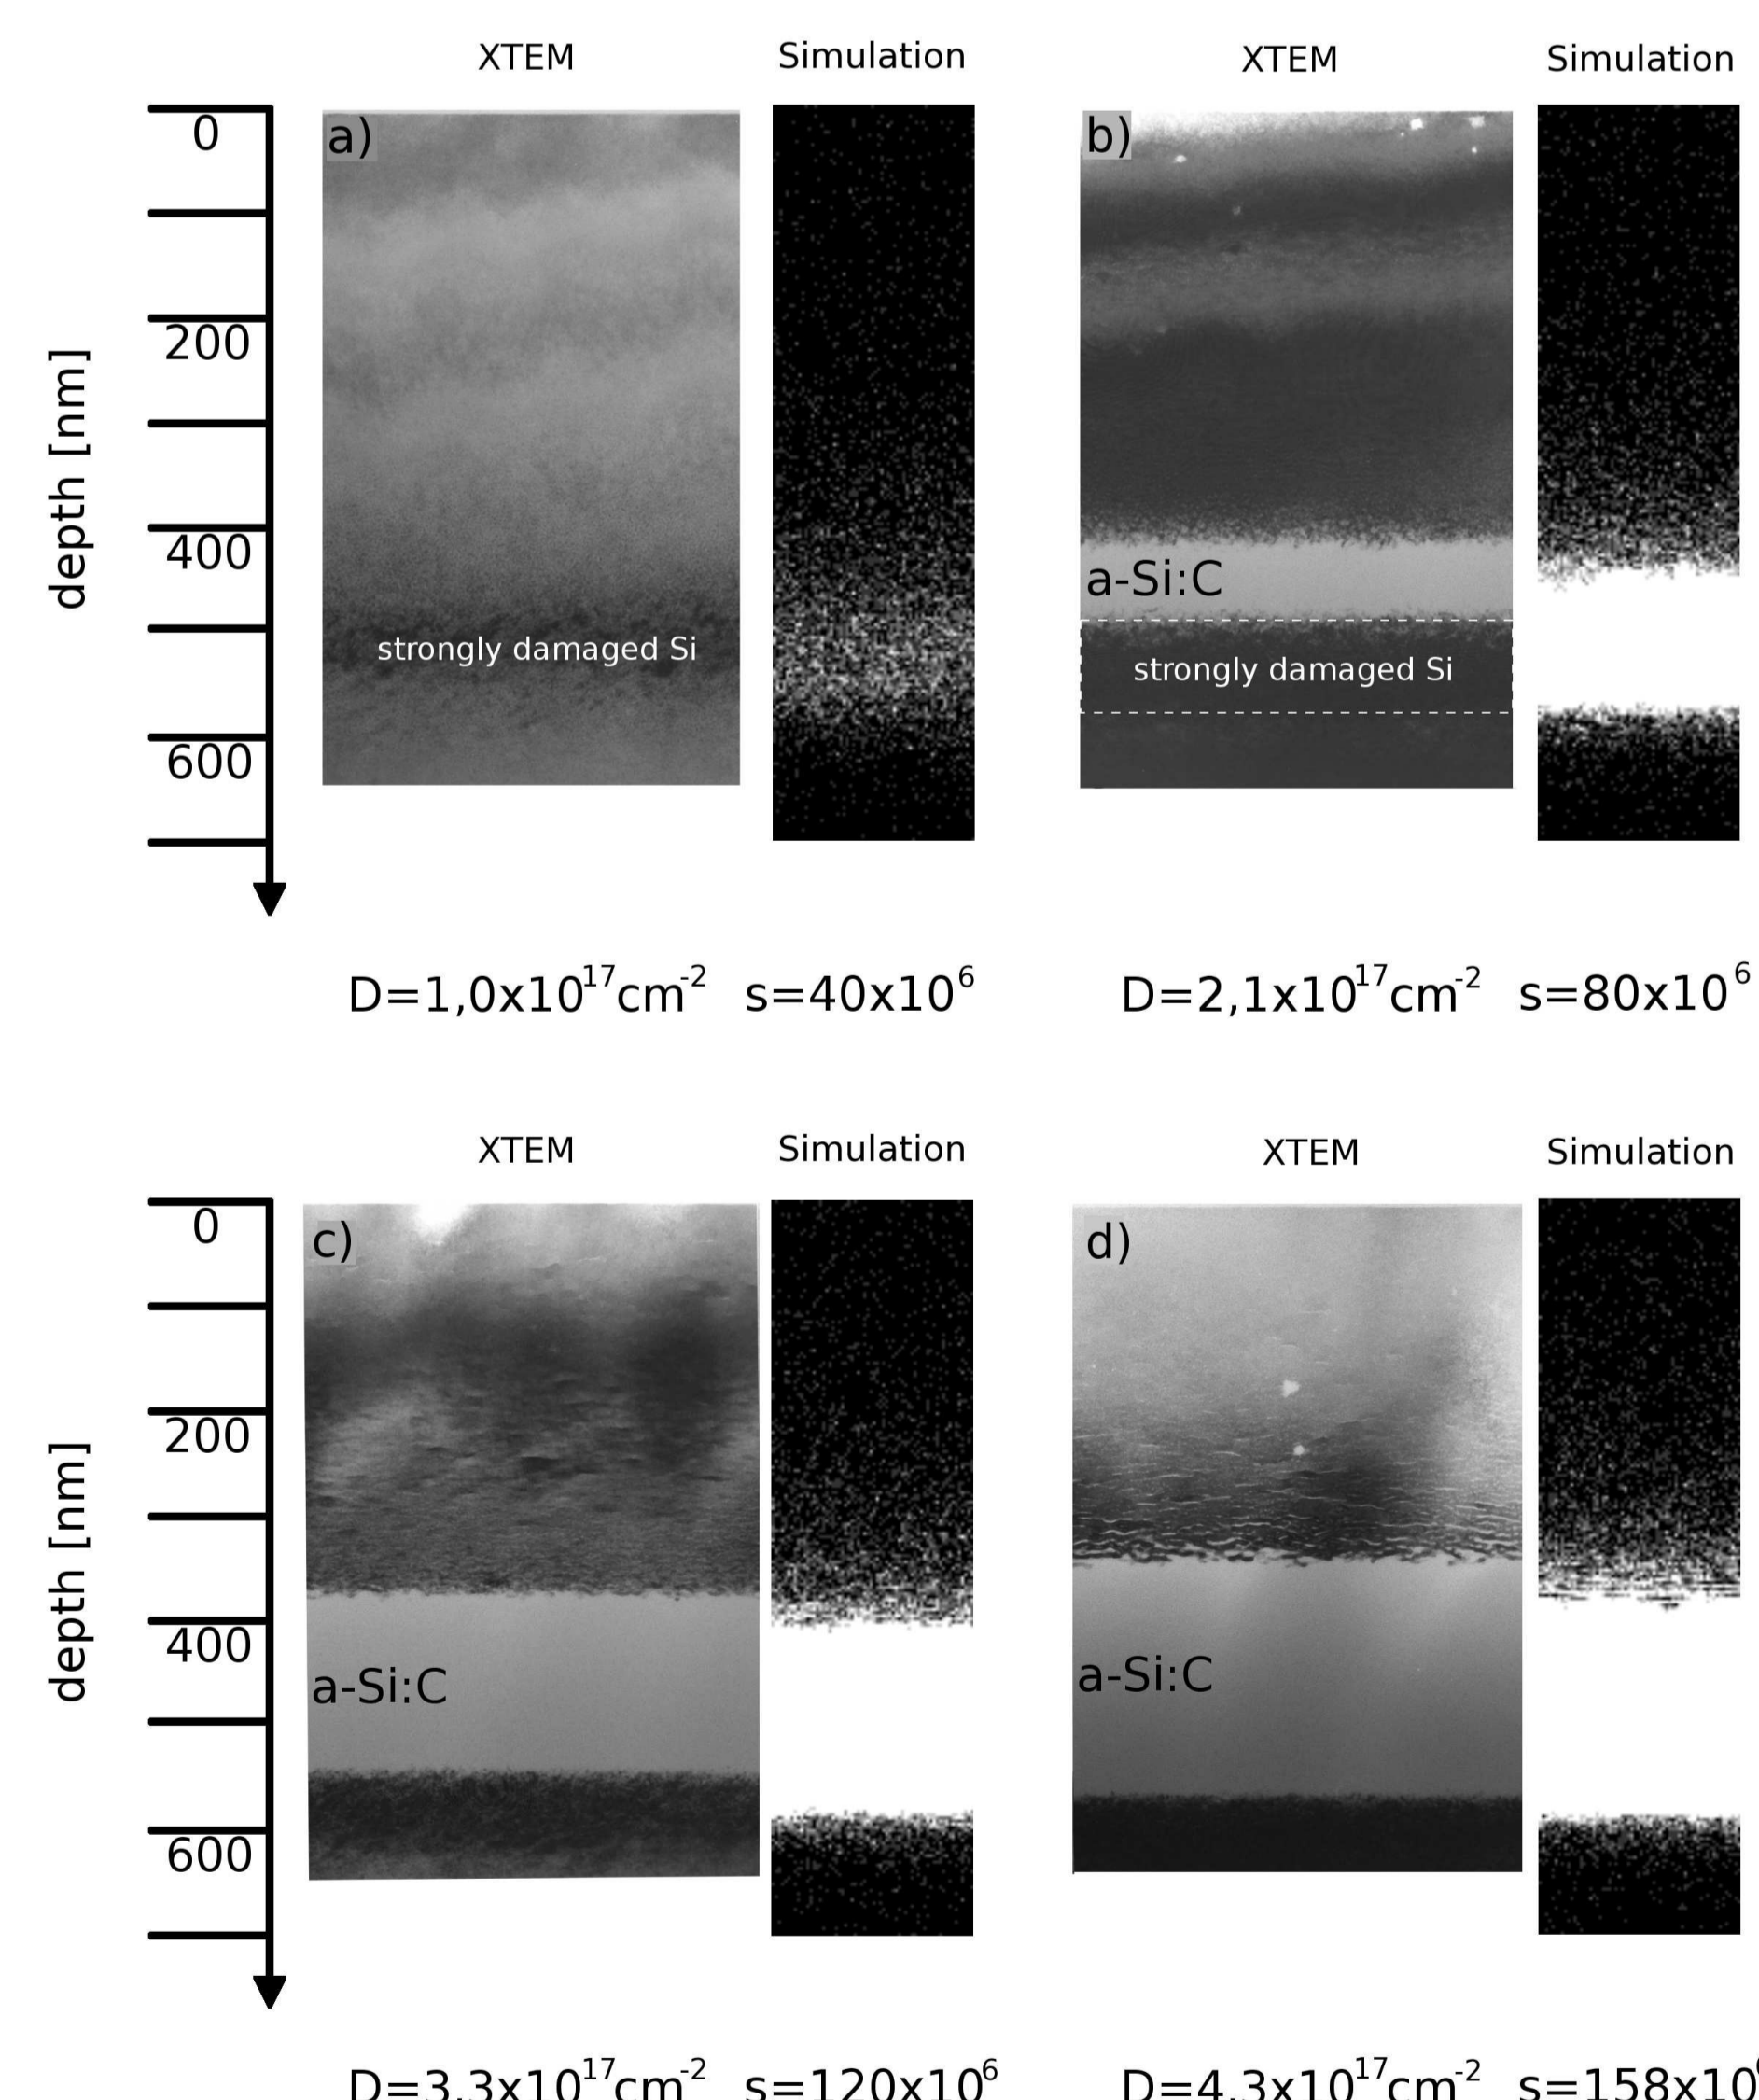 XTEM Simulation XTEM Simulation
a) b)
0
200
400
600
depth [nm]
strongly damaged Si
a-Si:C
strongly damaged Si
D=1,0x10¹⁷cm⁻² s=40x10⁶ D=2,1x10¹⁷cm⁻² s=80x10⁶
XTEM Simulation XTEM Simulation
c) d)
0
200
400
600
depth [nm]
a-Si:C a-Si:C
D=3,3x10¹⁷cm⁻² s=120x10⁶ D=4,3x10¹⁷cm⁻² s=158x10⁶